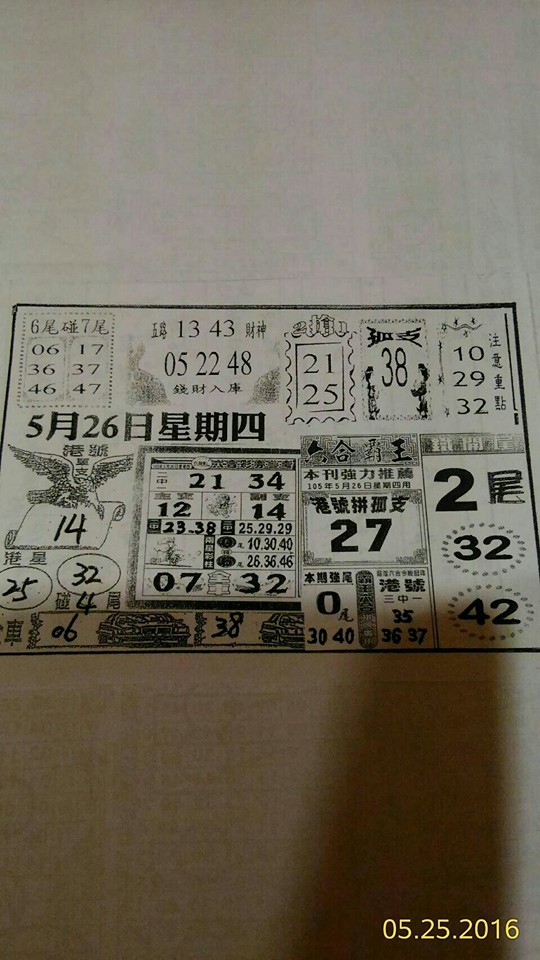 6尾碰7尾
06 17
36 37
46 47
五路 13 43 財神
05 22 48
錢財入庫
21
25
孤支
38
10
29
32
注意重點
5月26日星期四
港號
14
港星
25
32
碰4尾
車 06
38
21 34
12 14
23.38
25.29.29
尾 10.30.40
尾 26.36.46
07 32
六合霸王
本刊強力推薦
105年5月26日星期四用
港號拼孤支
27
本期強尾
0尾
30 40
港號
三中一
35
36 37
2尾
32
42
05.25.2016